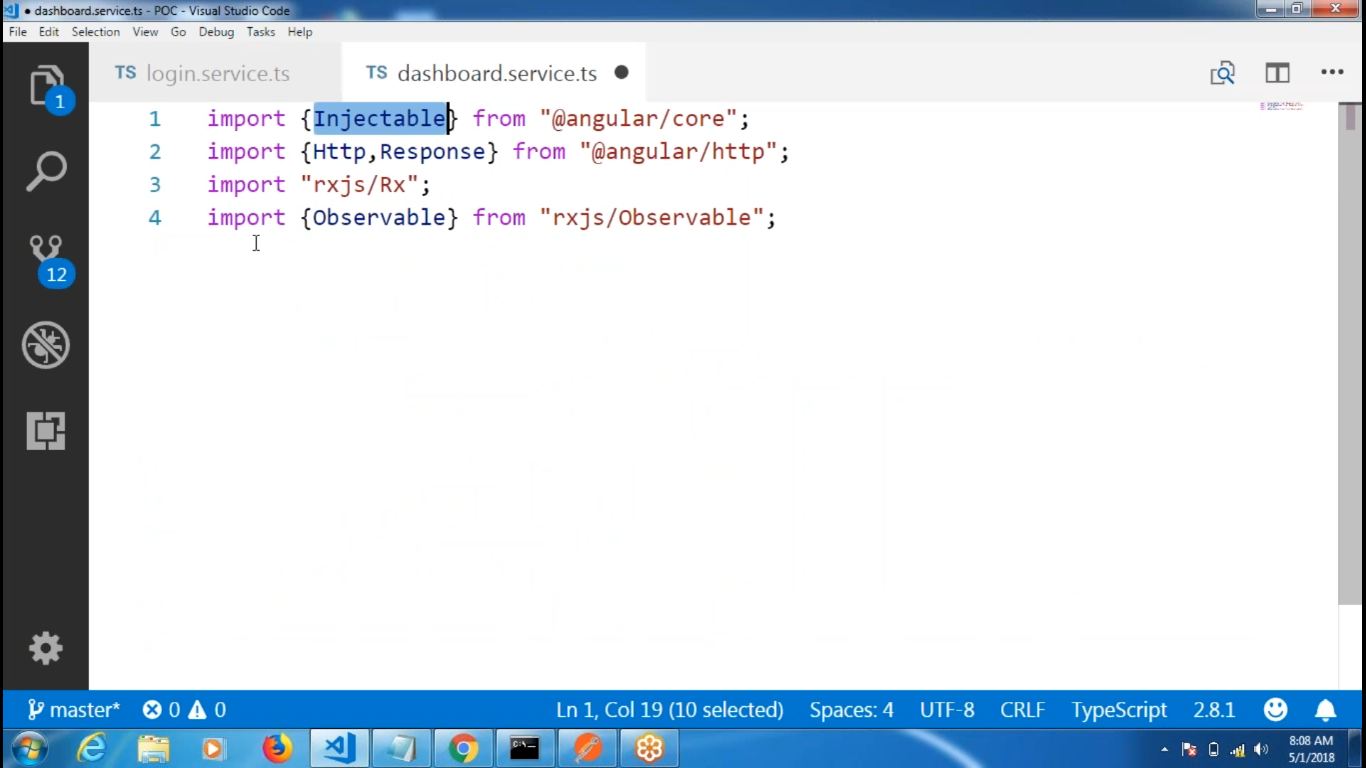 ● dashboard.service.ts - POC - Visual Studio Code
File Edit Selection View Go Debug Tasks Help
TS login.service.ts TS dashboard.service.ts ●
1 import {Injectable} from "@angular/core";
2 import {Http,Response} from "@angular/http";
3 import "rxjs/Rx";
4 import {Observable} from "rxjs/Observable";
1
12
master* 0 0 Ln 1, Col 19 (10 selected) Spaces: 4 UTF-8 CRLF TypeScript 2.8.1
8:08 AM
5/1/2018